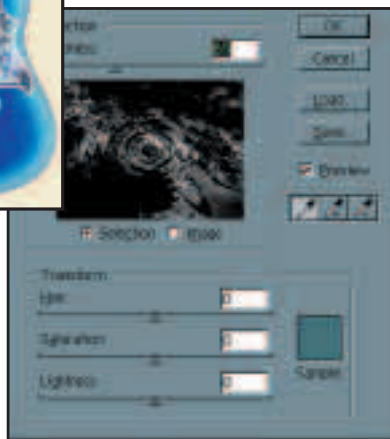 OK
Cancel
Load...
Save...
Preview
Selection Image
Transform
Hue: 0
Saturation: 0
Lightness: 0
Sample